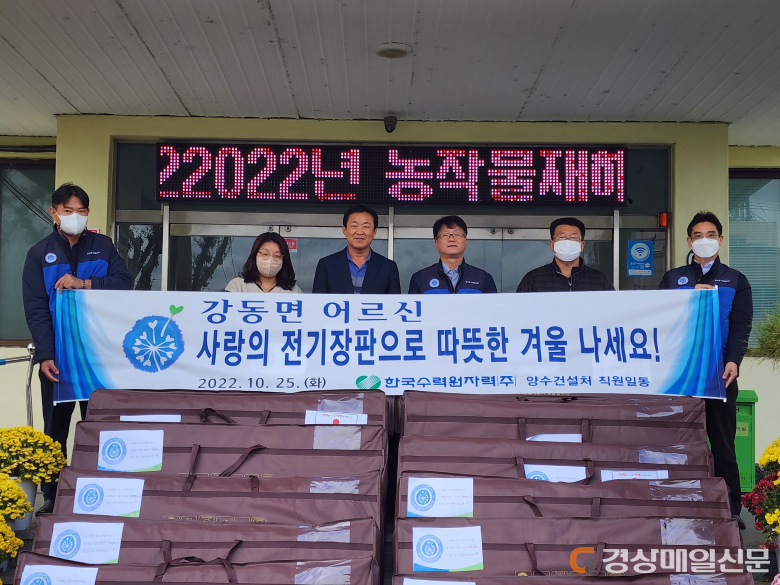 22022년 농작물재해
강동면 어르신
사랑의 전기장판으로 따뜻한 겨울 나세요!
2022. 10. 25. (화) 한국수력원자력(주) 양수건설처 직원일동
경상매일신문